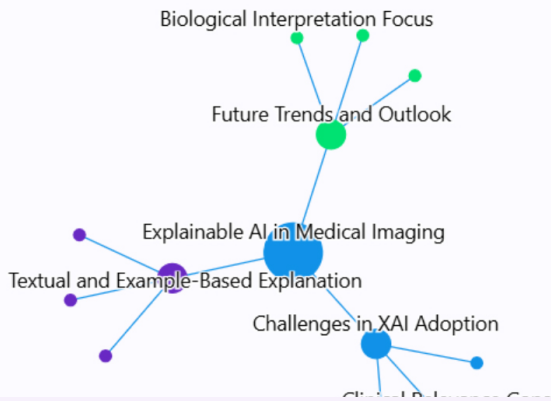 Biological Interpretation Focus
Future Trends and Outlook
Explainable AI in Medical Imaging
Textual and Example-Based Explanation
Challenges in XAI Adoption